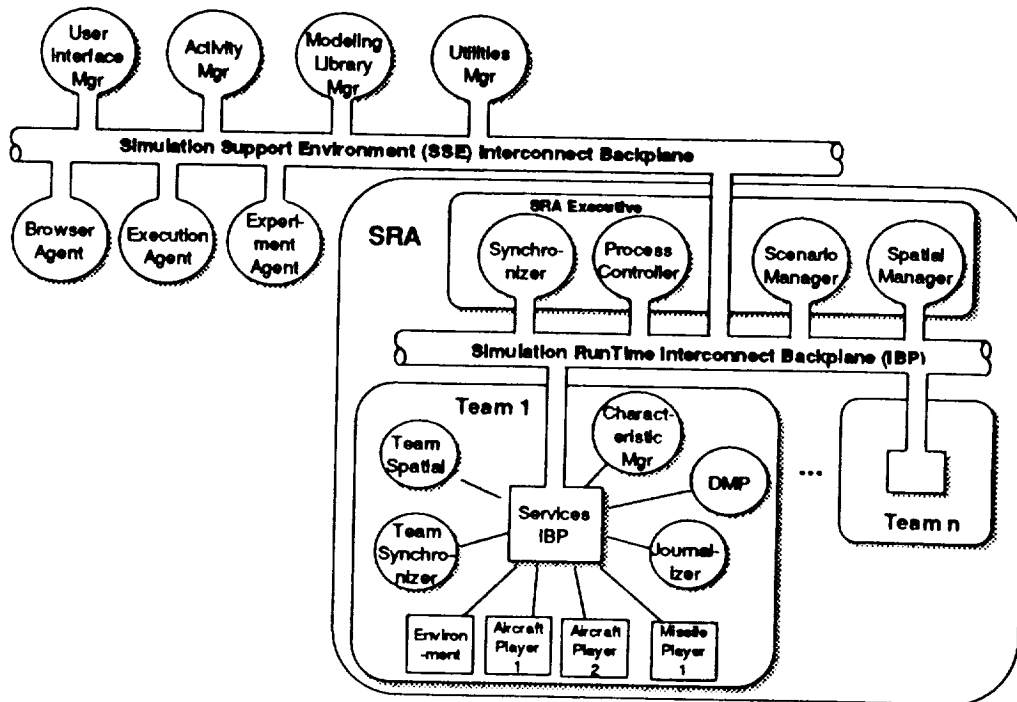 User
Interface
Mgr
Activity
Mgr
Modeling
Library
Mgr
Utilities
Mgr
Simulation Support Environment (SSE) Interconnect Backplane
Browser
Agent
Execution
Agent
Experi-
ment
Agent
SRA
SRA Executive
Synchro-
nizer
Process
Controller
Scenario
Manager
Spatial
Manager
Simulation RunTime Interconnect Backplane (IBP)
Team 1
Team
Spatial
Charact-
eristic
Mgr
DMP
Services
IBP
Team
Synchro-
nizer
Journal-
izer
Environ
-ment
Aircraft
Player
1
Aircraft
Player
2
Missile
Player
1
...
Team n